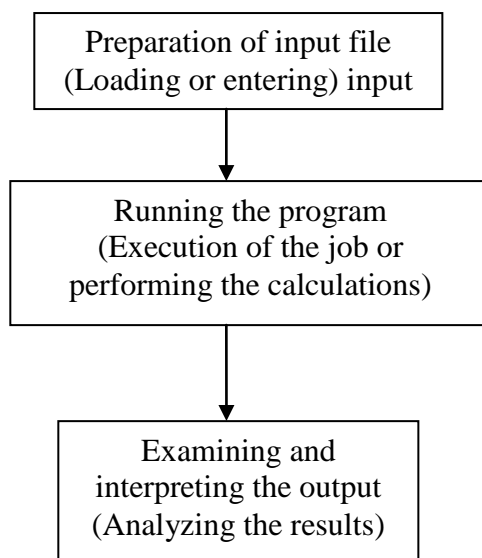 Preparation of input file
(Loading or entering) input
Running the program
(Execution of the job or
performing the calculations)
Examining and
interpreting the output
(Analyzing the results)